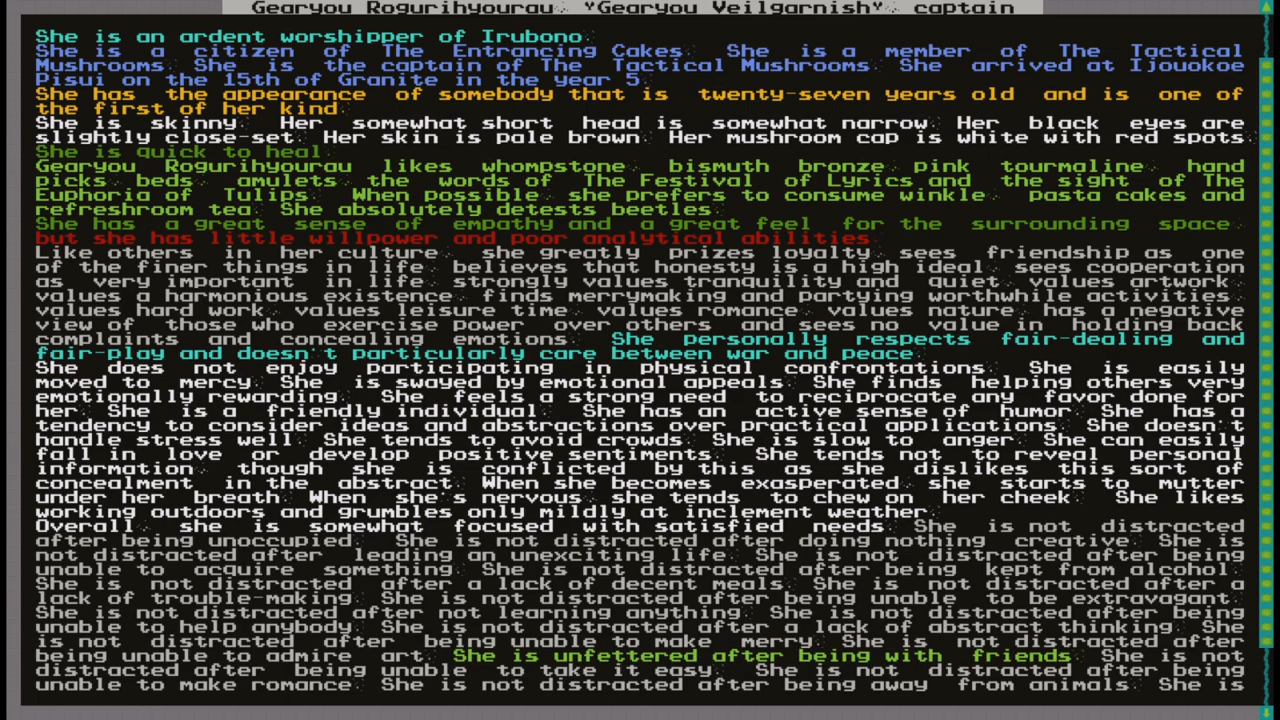 Gearyou Rogurihyourau, "Gearyou Veilgarnish", captain
She is an ardent worshipper of Irubono.
She is a citizen of The Entrancing Cakes. She is a member of The Tactical
Mushrooms. She is the captain of The Tactical Mushrooms. She arrived at Ijouokoe
Pisui on the 15th of Granite in the year 5.
She has the appearance of somebody that is twenty-seven years old and is one of
the first of her kind.
She is skinny. Her somewhat short head is somewhat narrow. Her black eyes are
slightly close-set. Her skin is pale brown. Her mushroom cap is white with red spots.
She is quick to heal.
Gearyou Rogurihyourau likes whompstone, bismuth bronze, pink tourmaline, hand
picks, beds, amulets, the words of The Festival of Lyrics and the sight of The
Euphoria of Tulips. When possible, she prefers to consume winkle, pasta cakes and
refreshroom tea. She absolutely detests beetles.
She has a great sense of empathy and a great feel for the surrounding space,
but she has little willpower and poor analytical abilities.
Like others in her culture, she greatly prizes loyalty, sees friendship as one
of the finer things in life, believes that honesty is a high ideal, sees cooperation
as very important in life, strongly values tranquility and quiet, values artwork,
values a harmonious existence, finds merrymaking and partying worthwhile activities,
values hard work, values leisure time, values romance, values nature, has a negative
view of those who exercise power over others and sees no value in holding back
complaints and concealing emotions. She personally respects fair-dealing and
fair-play and doesn't particularly care between war and peace.
She does not enjoy participating in physical confrontations. She is easily
moved to mercy. She is swayed by emotional appeals. She finds helping others very
emotionally rewarding. She feels a strong need to reciprocate any favor done for
her. She is a friendly individual. She has an active sense of humor. She has a
tendency to consider ideas and abstractions over practical applications. She doesn't
handle stress well. She tends to avoid crowds. She is slow to anger. She can easily
fall in love or develop positive sentiments. She tends not to reveal personal
information, though she is conflicted by this as she dislikes this sort of
concealment in the abstract. When she becomes exasperated, she starts to mutter
under her breath. When she's nervous, she tends to chew on her cheek. She likes
working outdoors and grumbles only mildly at inclement weather.
Overall, she is somewhat focused with satisfied needs. She is not distracted
after being unoccupied. She is not distracted after doing nothing creative. She is
not distracted after leading an unexciting life. She is not distracted after being
unable to acquire something. She is not distracted after being kept from alcohol.
She is not distracted after a lack of decent meals. She is not distracted after a
lack of trouble-making. She is not distracted after being unable to be extravagant.
She is not distracted after not learning anything. She is not distracted after being
unable to help anybody. She is not distracted after a lack of abstract thinking. She
is not distracted after being unable to make merry. She is not distracted after
being unable to admire art. She is unfettered after being with friends. She is not
distracted after being unable to take it easy. She is not distracted after being
unable to make romance. She is not distracted after being away from animals. She is